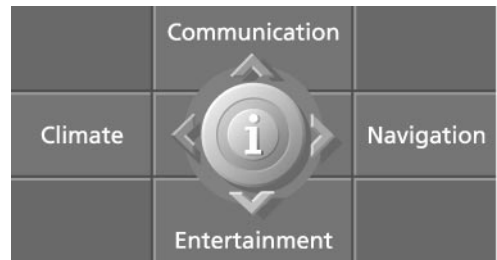 Communication
Climate
i
Navigation
Entertainment